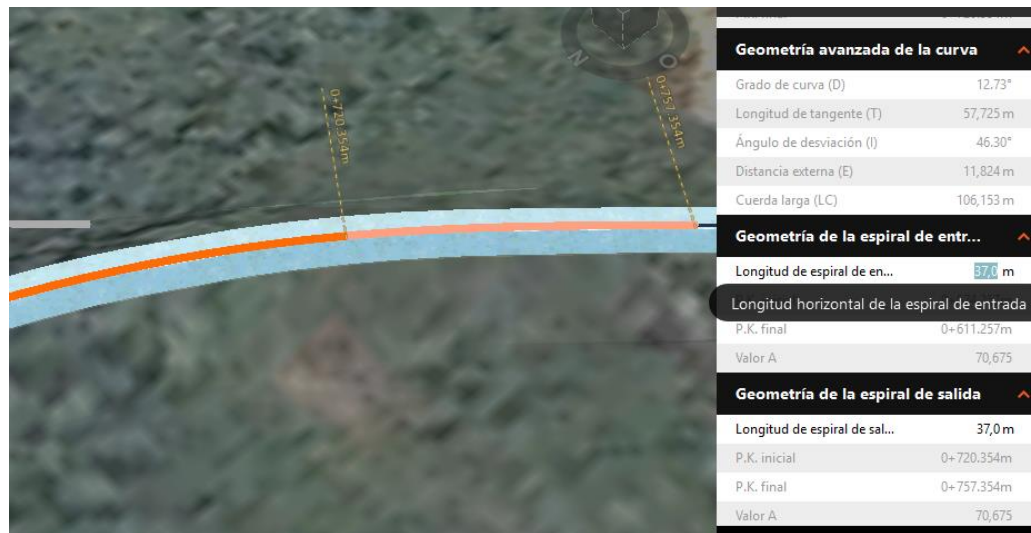 0+720.354m
0+757.354m
N
O
Geometría avanzada de la curva
Grado de curva (D) 12.73°
Longitud de tangente (T) 57,725 m
Ángulo de desviación (I) 46.30°
Distancia externa (E) 11,824 m
Cuerda larga (LC) 106,153 m
Geometría de la espiral de entr...
Longitud de espiral de en... 37,0 m
Longitud horizontal de la espiral de entrada
P.K. final 0+611.257m
Valor A 70,675
Geometría de la espiral de salida
Longitud de espiral de sal... 37,0 m
P.K. inicial 0+720.354m
P.K. final 0+757.354m
Valor A 70,675